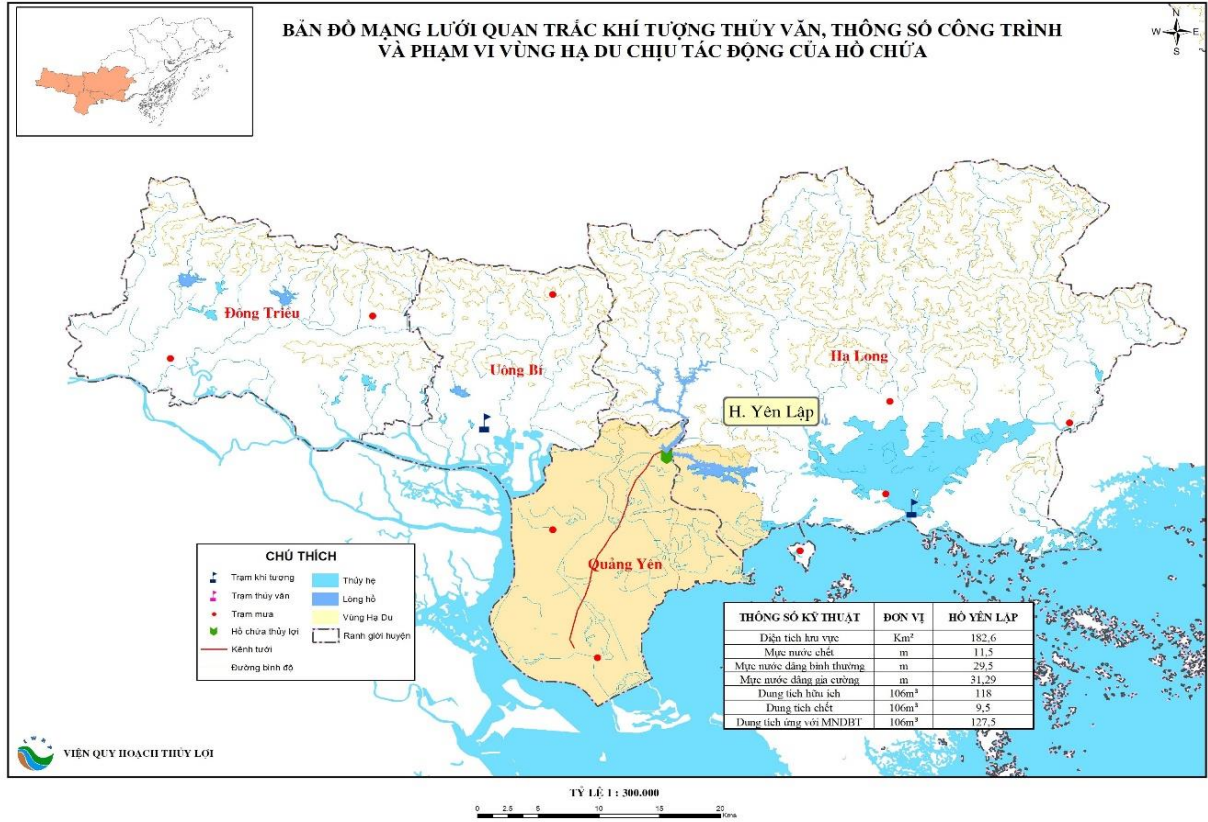 BẢN ĐỒ MẠNG LƯỚI QUAN TRẮC KHÍ TƯỢNG THỦY VĂN, THÔNG SỐ CÔNG TRÌNH
VÀ PHẠM VI VÙNG HẠ DU CHỊU TÁC ĐỘNG CỦA HỒ CHỨA
N
W E
S
Đông Triều
Uông Bí
Hạ Long
H. Yên Lập
Quảng Yên
CHÚ THÍCH
Trạm khí tượng
Trạm thủy văn
Trạm mưa
Hồ chứa thủy lợi
Kênh tưới
Đường bình độ
Thủy hệ
Lòng hồ
Vùng Hạ Du
Ranh giới huyện
THÔNG SỐ KỸ THUẬT ĐƠN VỊ HỒ YÊN LẬP
Diện tích lưu vực Km² 182,6
Mực nước chết m 11,5
Mực nước dâng bình thường m 29,5
Mực nước dâng gia cường m 31,29
Dung tích hữu ích 106m³ 118
Dung tích chết 106m³ 9,5
Dung tích ứng với MNDBT 106m³ 127,5
VIỆN QUY HOẠCH THỦY LỢI
TỶ LỆ 1 : 300.000
0 2.5 5 10 15 20
Kms